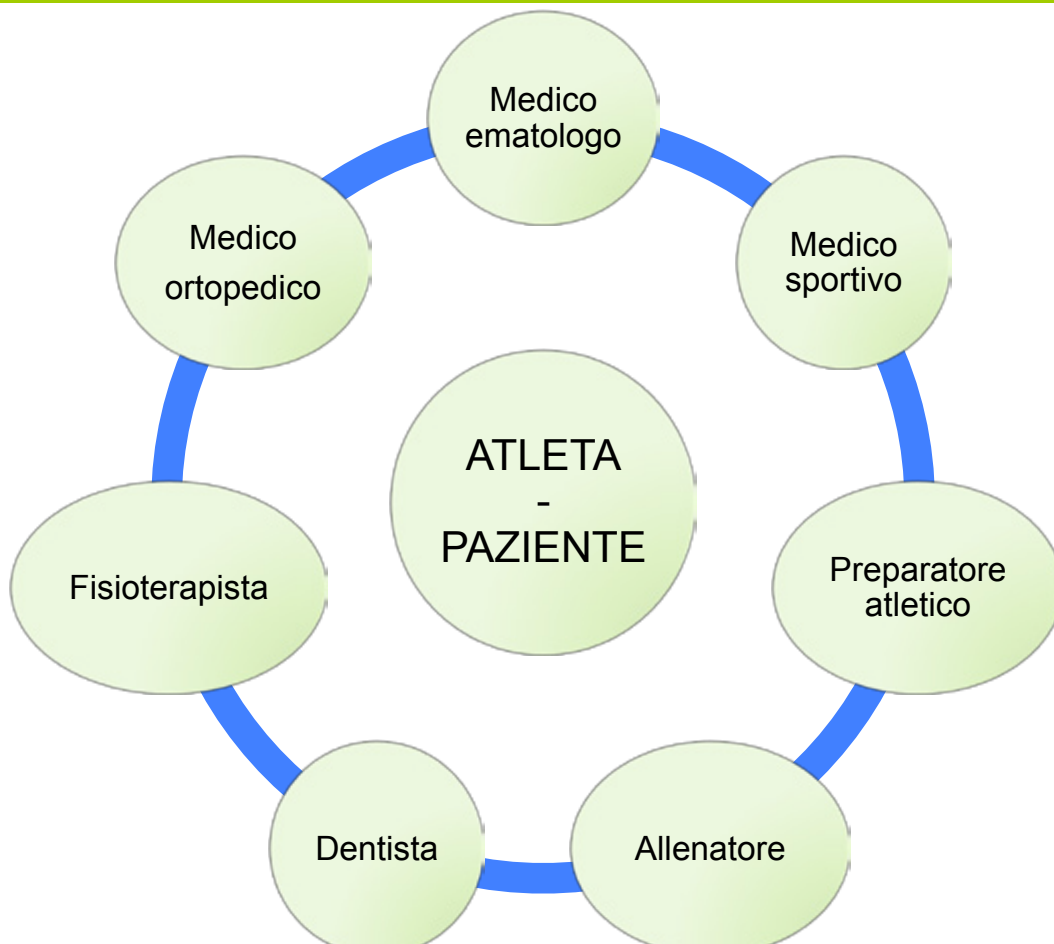 Medico
ematologo
Medico
sportivo
Medico
ortopedico
ATLETA
-
PAZIENTE
Preparatore
atletico
Fisioterapista
Allenatore
Dentista